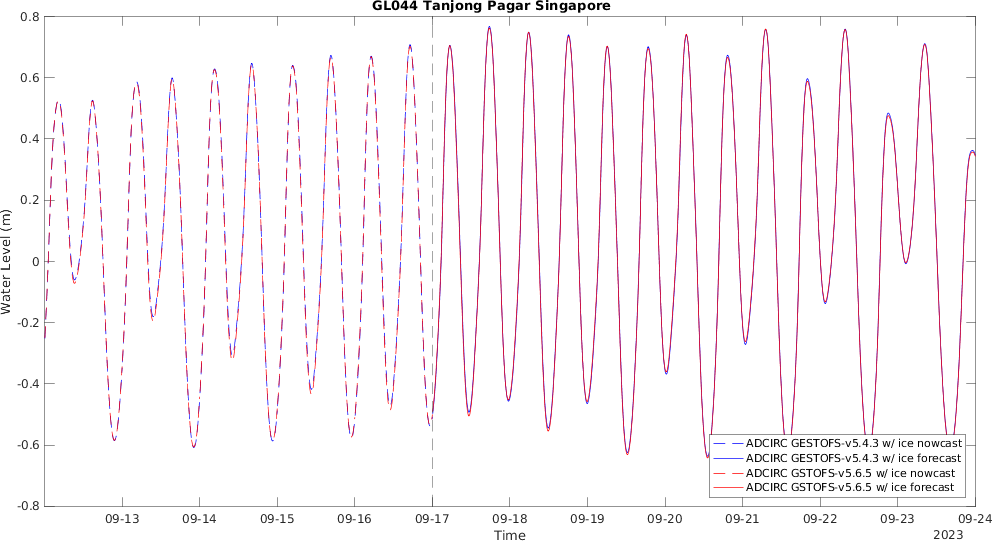 GL044 Tanjong Pagar Singapore
Water Level (m)
0.8
0.6
0.4
0.2
0
-0.2
-0.4
-0.6
-0.8
ADCIRC GESTOFS-v5.4.3 w/ ice nowcast
ADCIRC GESTOFS-v5.4.3 w/ ice forecast
ADCIRC GSTOFS-v5.6.5 w/ ice nowcast
ADCIRC GSTOFS-v5.6.5 w/ ice forecast
09-13 09-14 09-15 09-16 09-17 09-18 09-19 09-20 09-21 09-22 09-23 09-24
Time
2023